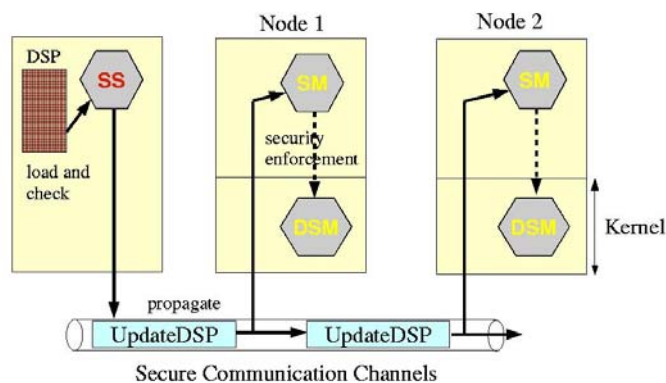 Node 1
Node 2
DSP
SS
SM
SM
load and
check
security
enforcement
DSM
DSM
Kernel
propagate
UpdateDSP
UpdateDSP
Secure Communication Channels